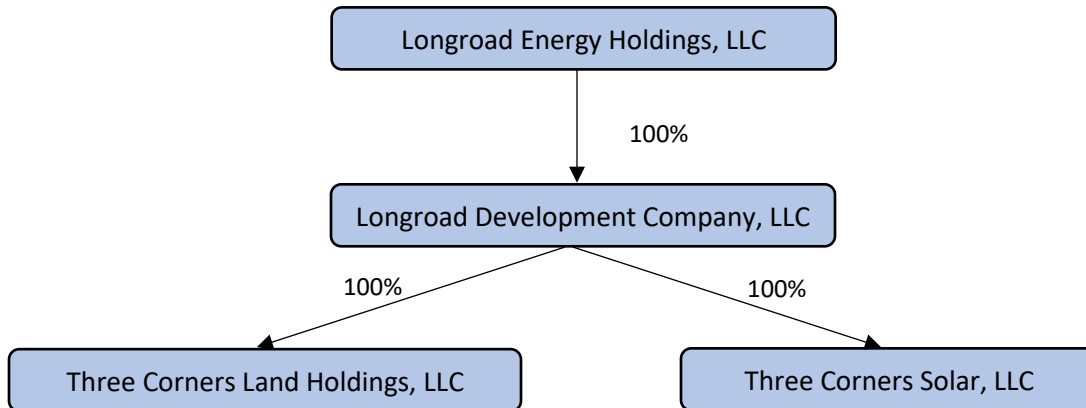 Longroad Energy Holdings, LLC
100%
Longroad Development Company, LLC
100%
100%
Three Corners Land Holdings, LLC
Three Corners Solar, LLC